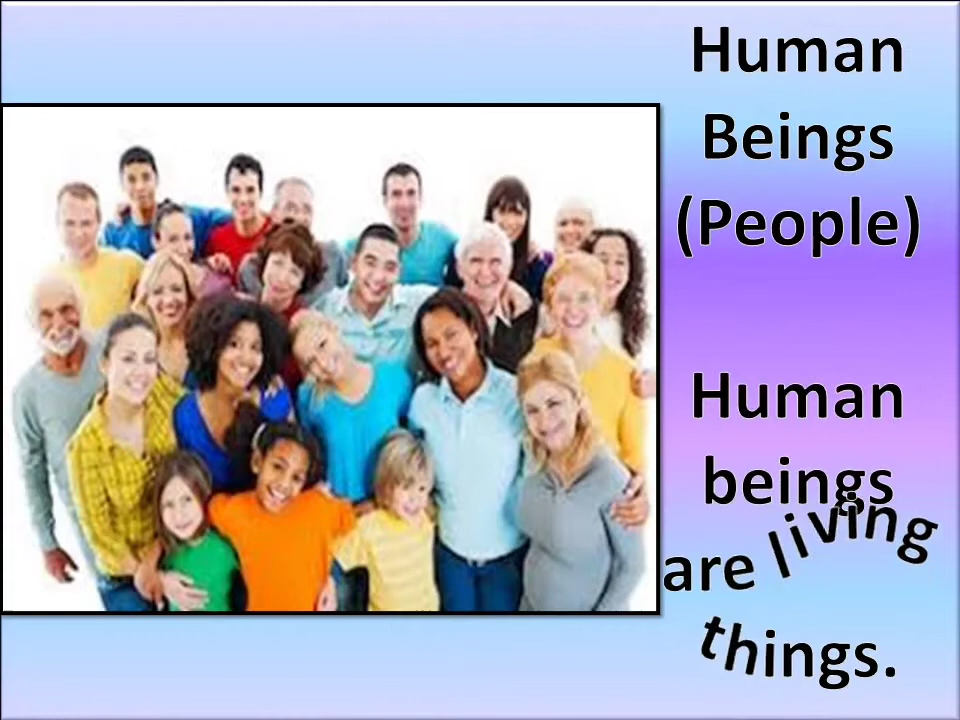 Human
Beings
(People)
Human
beings
are living
things.